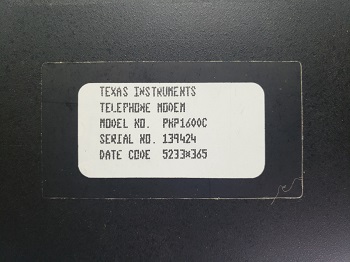 TEXAS INSTRUMENTS
TELEPHONE MODEM
MODEL NO. PHP1600C
SERIAL NO. 139424
DATE CODE 5233*365